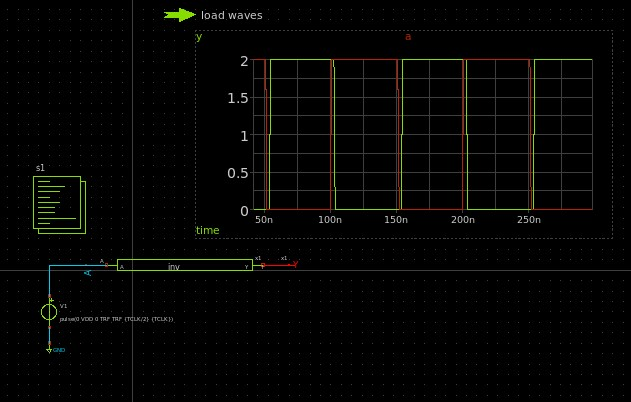 load waves
y a
2
1.5
1
0.5
0
50n 100n 150n 200n 250n
time
s1
A A inv Y x1 x1 Y
A
V1
pulse(0 VDD 0 TRF TRF {TCLK/2} {TCLK})
GND